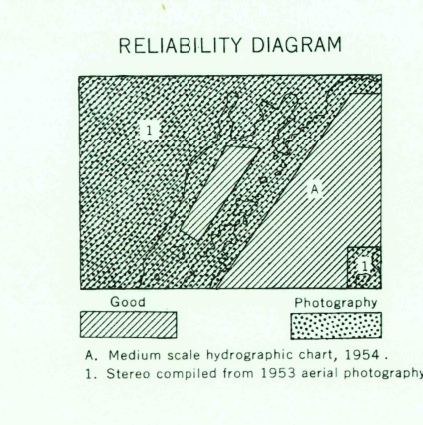 RELIABILITY DIAGRAM
1
A
1
Good Photography
A. Medium scale hydrographic chart, 1954.
1. Stereo compiled from 1953 aerial photography